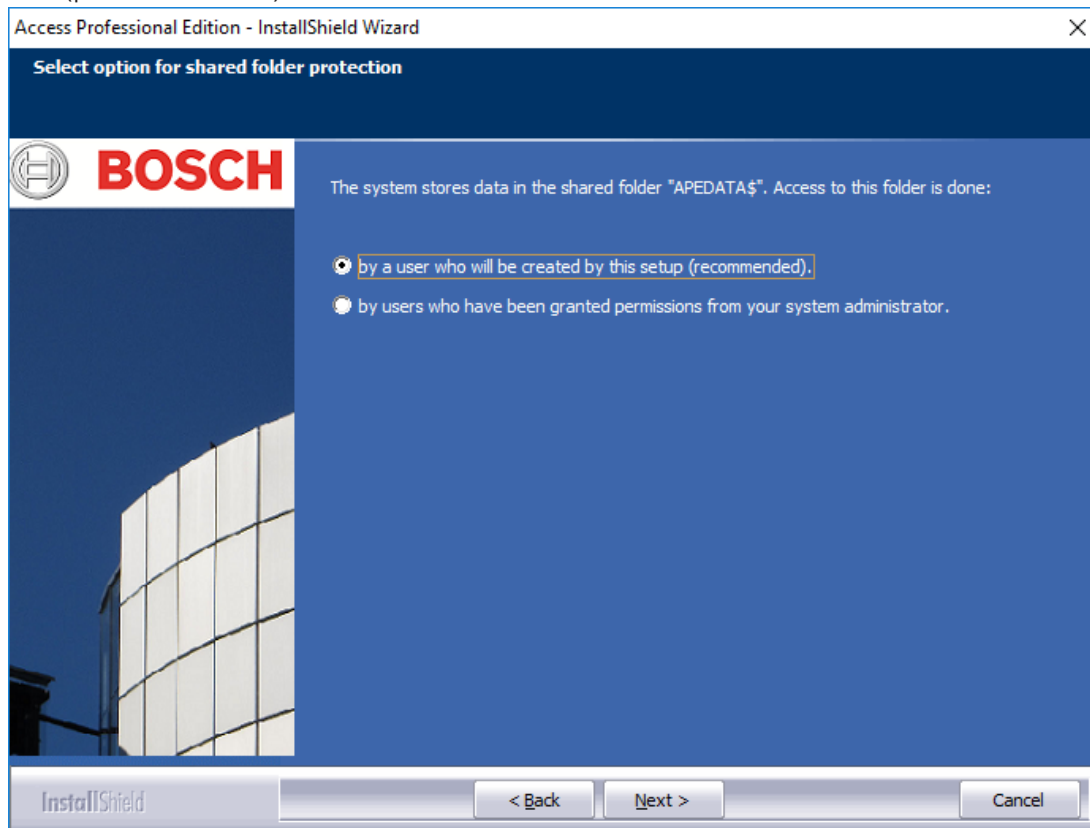 Access Professional Edition - InstallShield Wizard
Select option for shared folder protection
BOSCH
The system stores data in the shared folder "APEDATA$". Access to this folder is done:
by a user who will be created by this setup (recommended).
by users who have been granted permissions from your system administrator.
InstallShield
< Back
Next >
Cancel